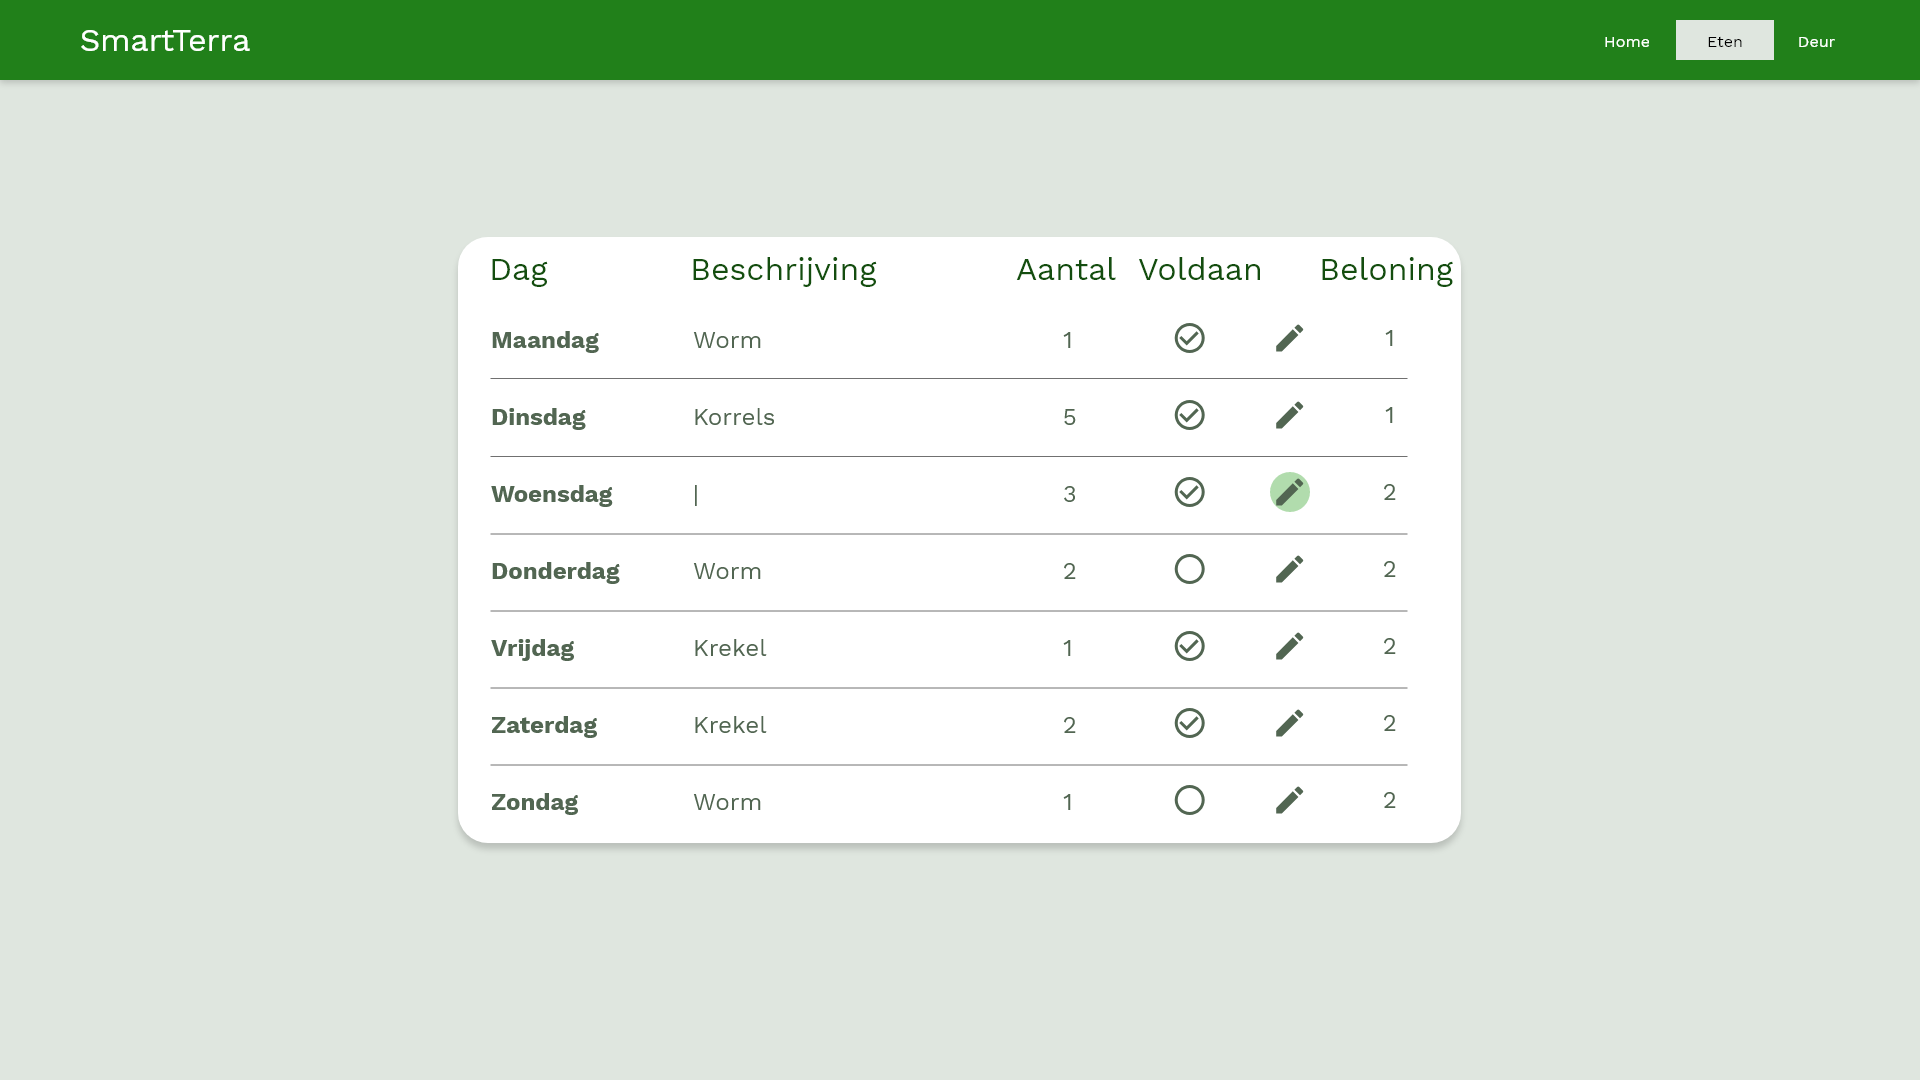 SmartTerra
Home Eten Deur
Dag Beschrijving Aantal Voldaan Beloning
Maandag Worm 1 1
Dinsdag Korrels 5 1
Woensdag | 3 2
Donderdag Worm 2 2
Vrijdag Krekel 1 2
Zaterdag Krekel 2 2
Zondag Worm 1 2